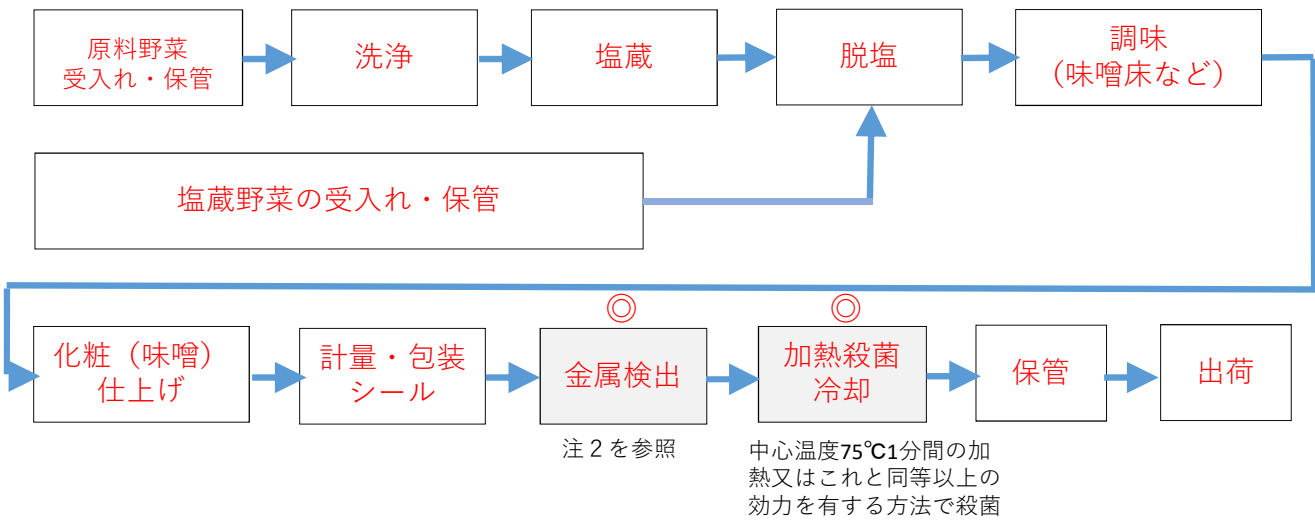 原料野菜
受入れ・保管
洗浄
塩蔵
脱塩
調味
（味噌床など）
塩蔵野菜の受入れ・保管
化粧（味噌）
仕上げ
計量・包装
シール
◎
金属検出
注２を参照
◎
加熱殺菌
冷却
中心温度75℃1分間の加
熱又はこれと同等以上の
効力を有する方法で殺菌
保管
出荷